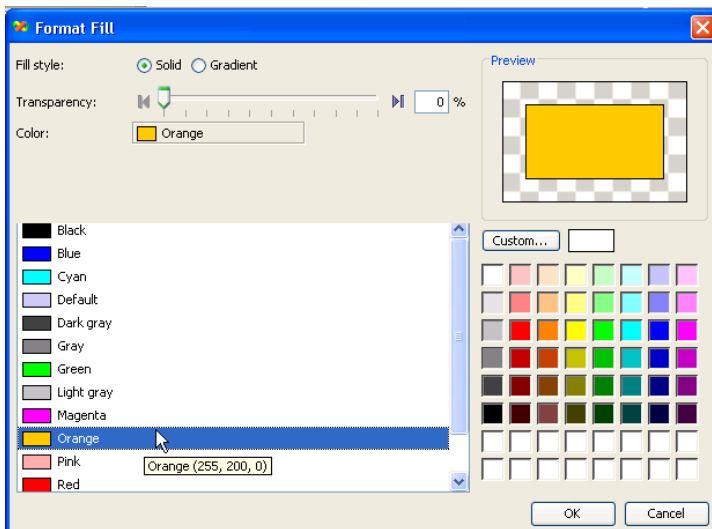 Format Fill
Fill style:
Solid
Gradient
Transparency:
0 %
Color:
Orange
Preview
Black
Blue
Cyan
Default
Dark gray
Gray
Green
Light gray
Magenta
Orange
Orange (255, 200, 0)
Pink
Red
Custom...
OK
Cancel